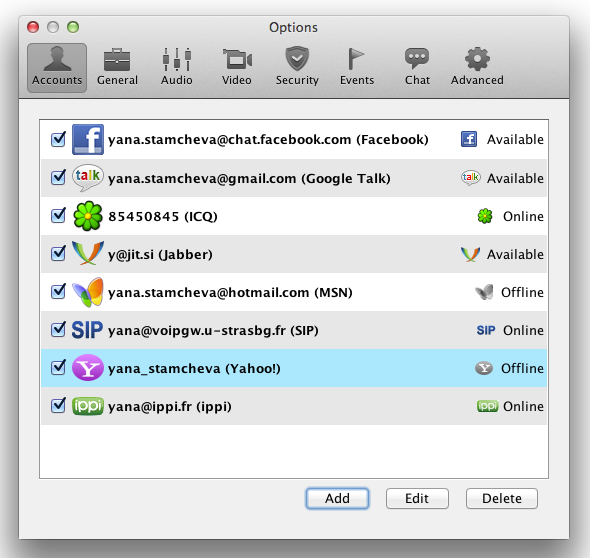 Options
Accounts General Audio Video Security Events Chat Advanced
f yana.stamcheva@chat.facebook.com (Facebook) f Available
talk yana.stamcheva@gmail.com (Google Talk) talk Available
85450845 (ICQ) Online
y@jit.si (Jabber) Available
yana.stamcheva@hotmail.com (MSN) Offline
SIP yana@voipgw.u-strasbg.fr (SIP) SIP Online
Y yana_stamcheva (Yahoo!) Y Offline
ippi yana@ippi.fr (ippi) ippi Online
Add Edit Delete